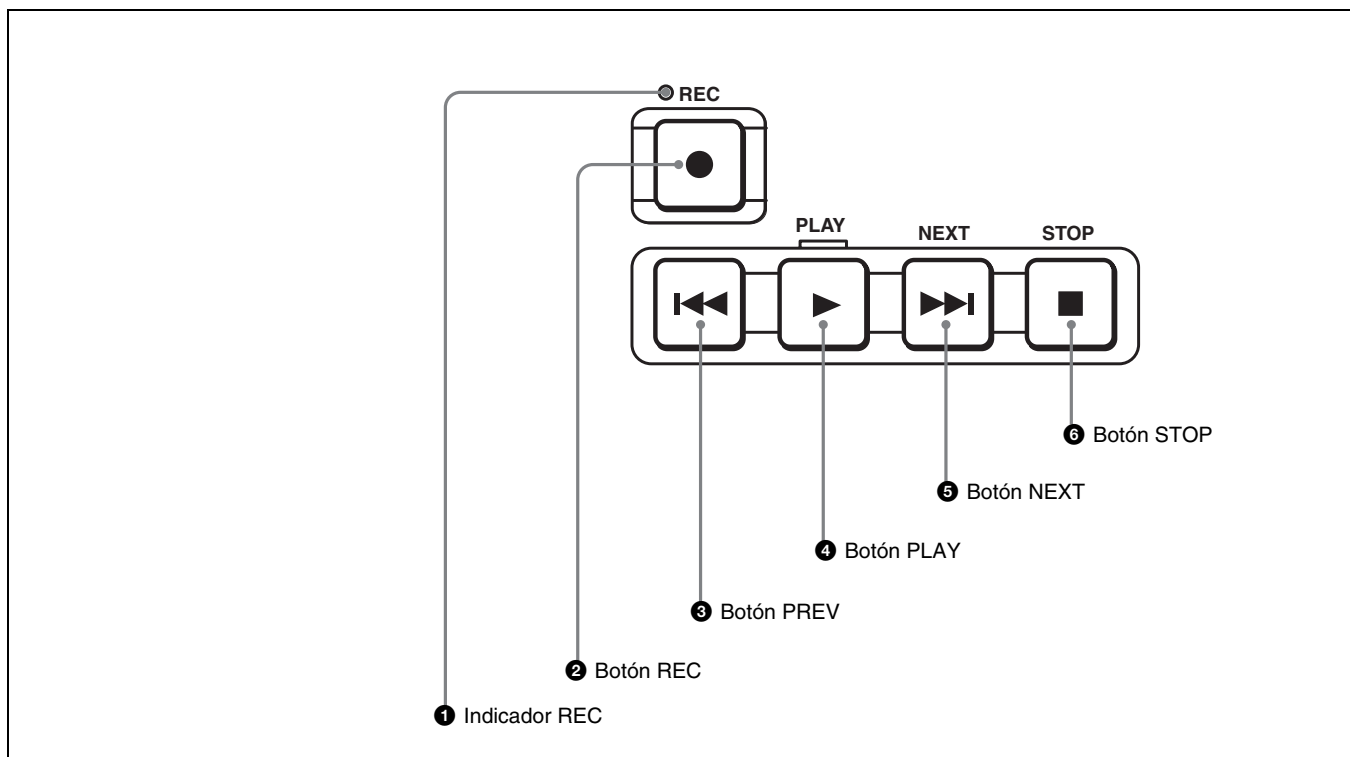 REC
PLAY NEXT STOP
❻ Botón STOP
❺ Botón NEXT
❹ Botón PLAY
❸ Botón PREV
❷ Botón REC
❶ Indicador REC